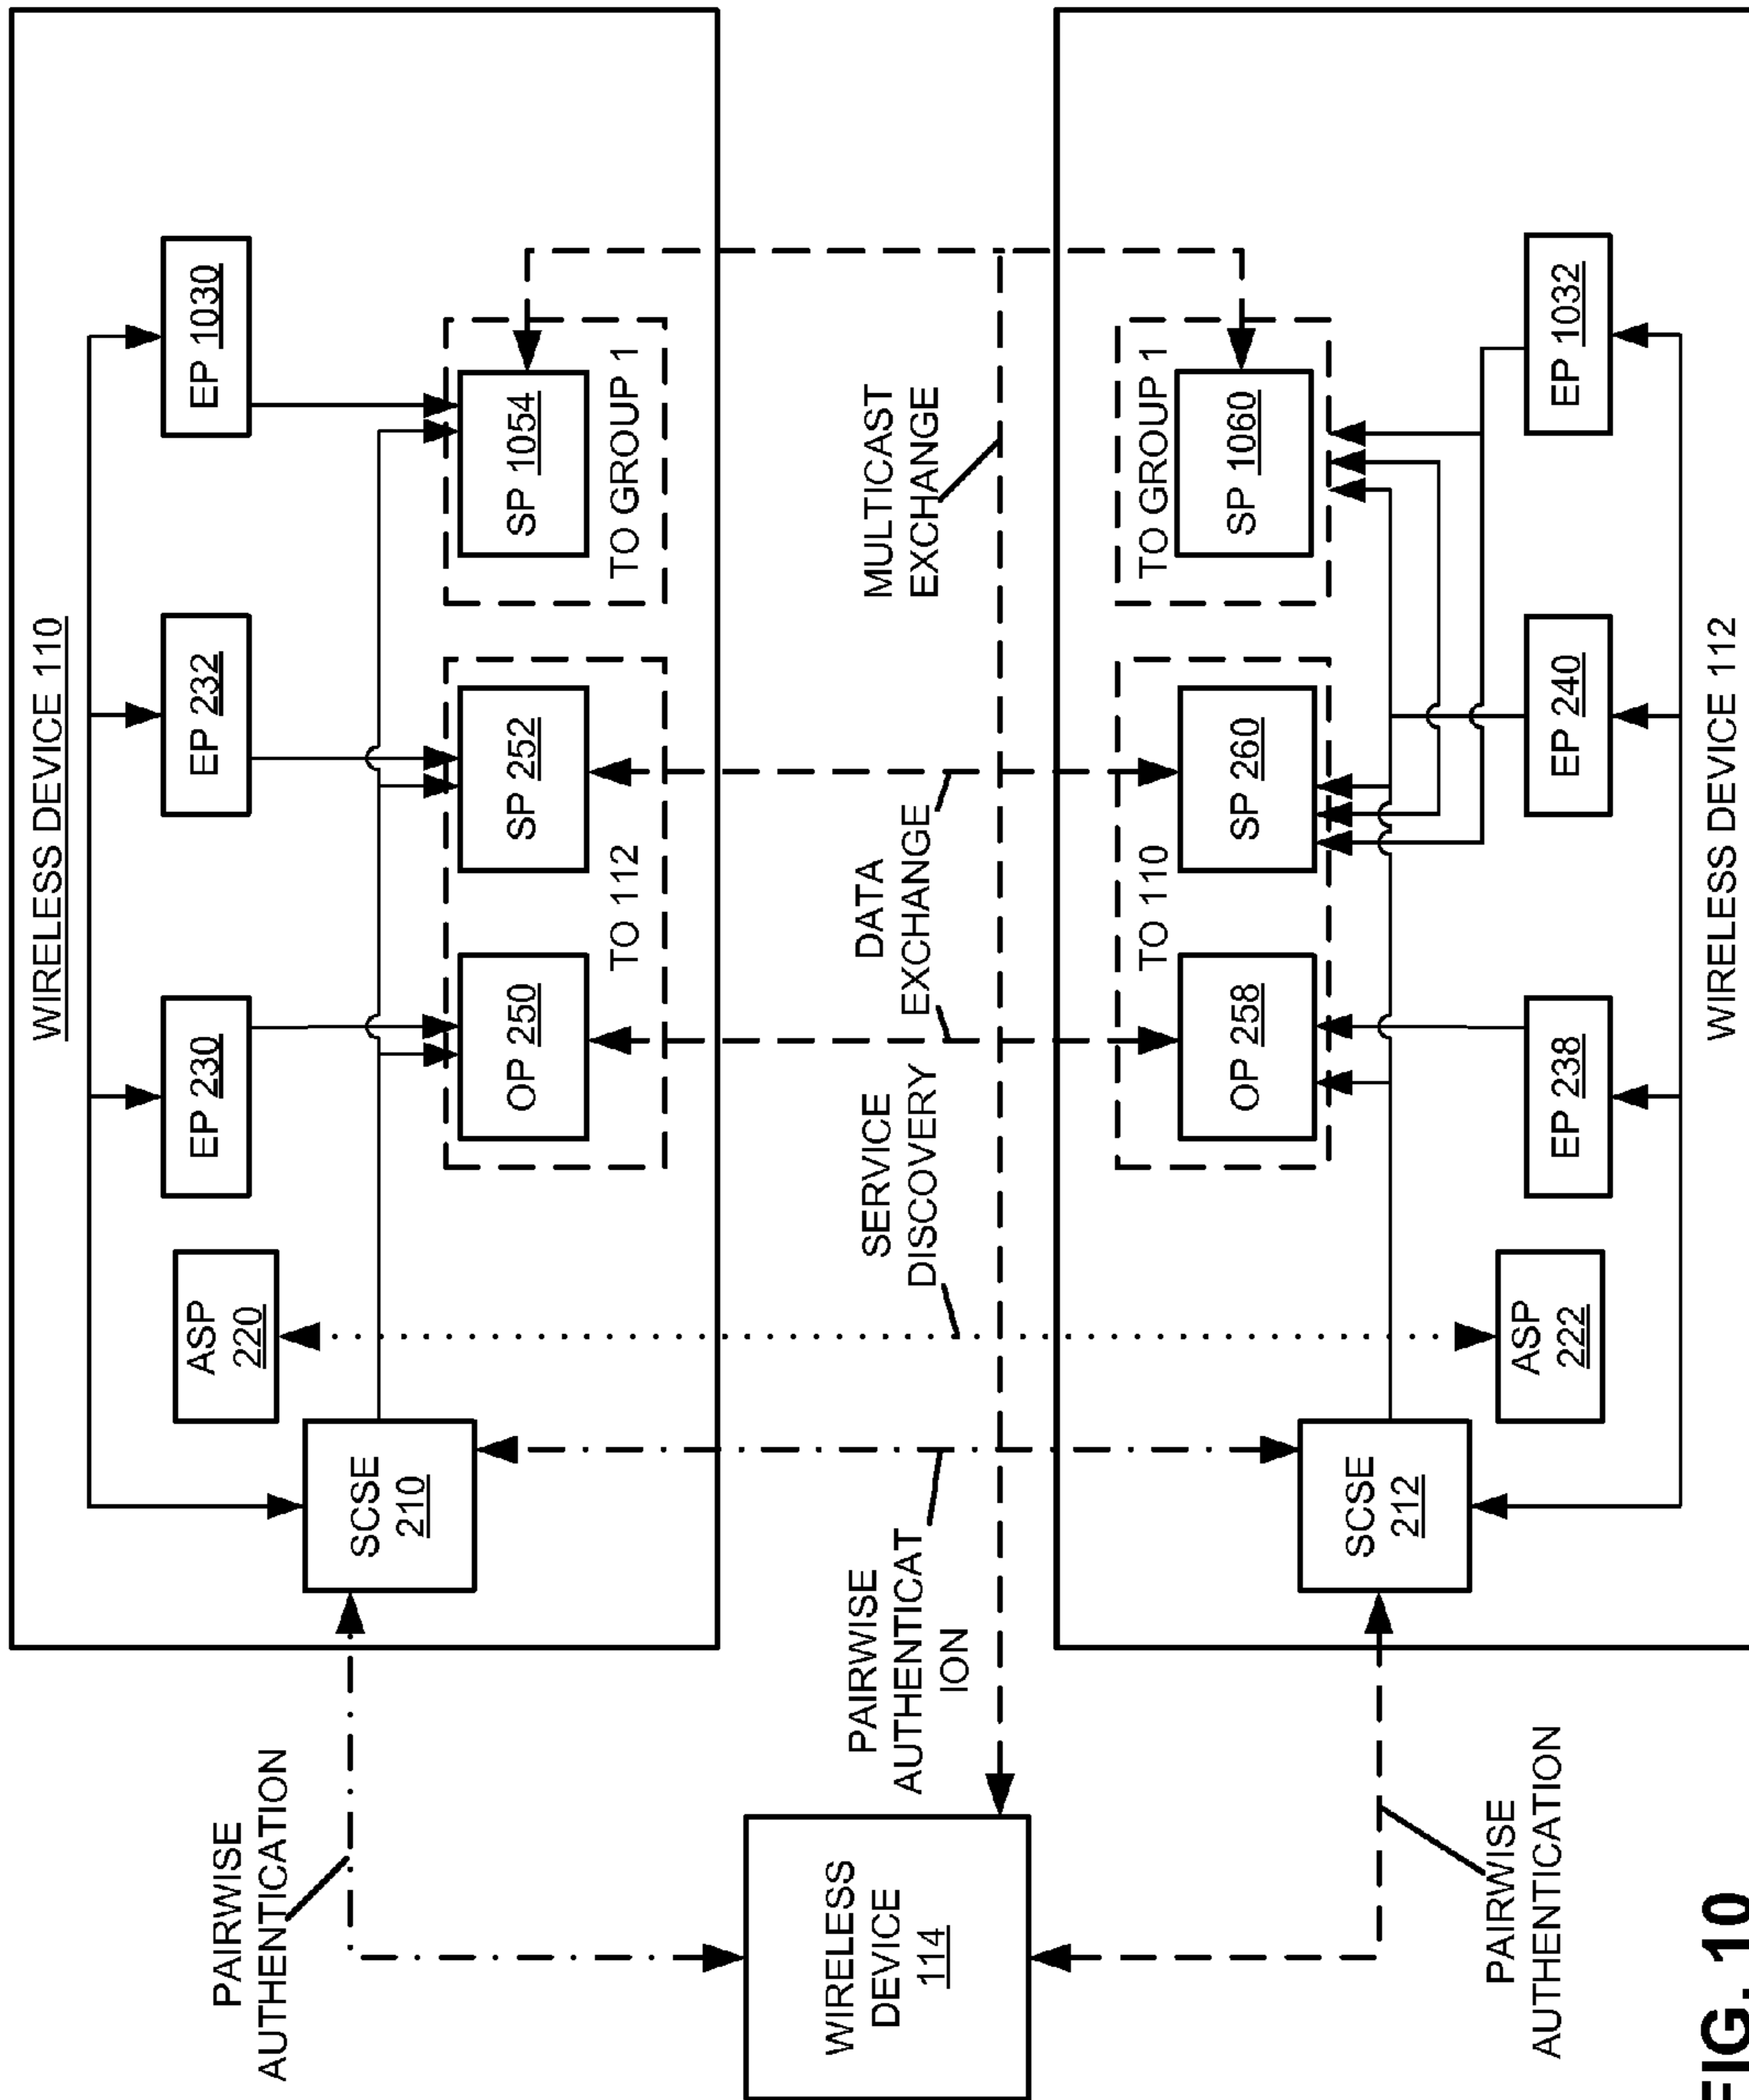 WIRELESS DEVICE 110
EP 230
EP 232
EP 1030
ASP
220
SCSE
210
OP 250
SP 252
SP 1054
TO 112
TO GROUP 1
PAIRWISE
AUTHENTICATION
WIRELESS
DEVICE
114
PAIRWISE
AUTHENTICAT
ION
SERVICE
DISCOVERY
DATA
EXCHANGE
MULTICAST
EXCHANGE
PAIRWISE
AUTHENTICATION
TO 110
TO GROUP 1
OP 258
SP 260
SP 1060
SCSE
212
ASP
222
EP 238
EP 240
EP 1032
WIRELESS DEVICE 112
FIG. 10